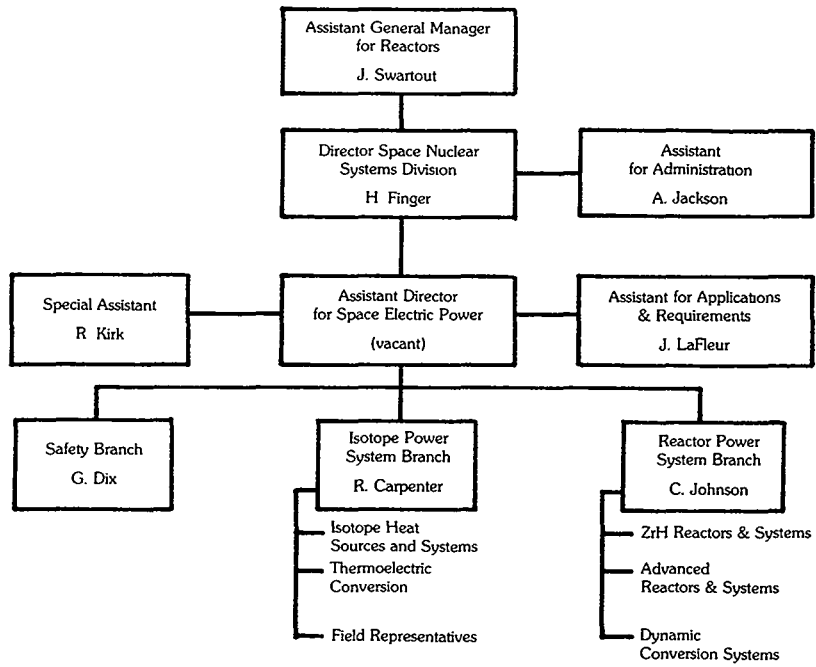 Assistant General Manager
for Reactors
J. Swartout
Director Space Nuclear
Systems Division
H Finger
Assistant
for Administration
A. Jackson
Special Assistant
R Kirk
Assistant Director
for Space Electric Power
(vacant)
Assistant for Applications
& Requirements
J. LaFleur
Safety Branch
G. Dix
Isotope Power
System Branch
R. Carpenter
Isotope Heat
Sources and Systems
Thermoelectric
Conversion
Field Representatives
Reactor Power
System Branch
C. Johnson
ZrH Reactors & Systems
Advanced
Reactors & Systems
Dynamic
Conversion Systems